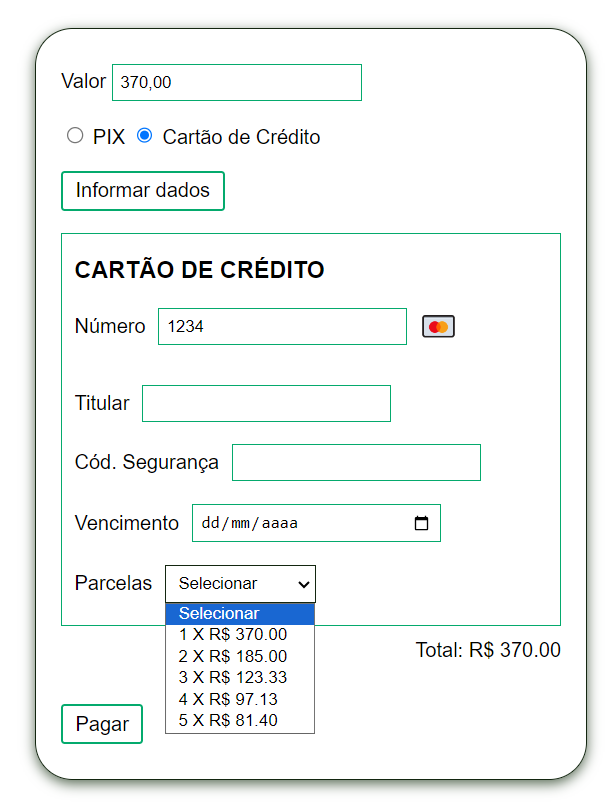 Valor 370,00
PIX Cartão de Crédito
Informar dados
CARTÃO DE CRÉDITO
Número 1234
Titular
Cód. Segurança
Vencimento dd/mm/aaaa
Parcelas Selecionar
Selecionar
1 X R$ 370.00
2 X R$ 185.00
3 X R$ 123.33
4 X R$ 97.13
5 X R$ 81.40
Total: R$ 370.00
Pagar